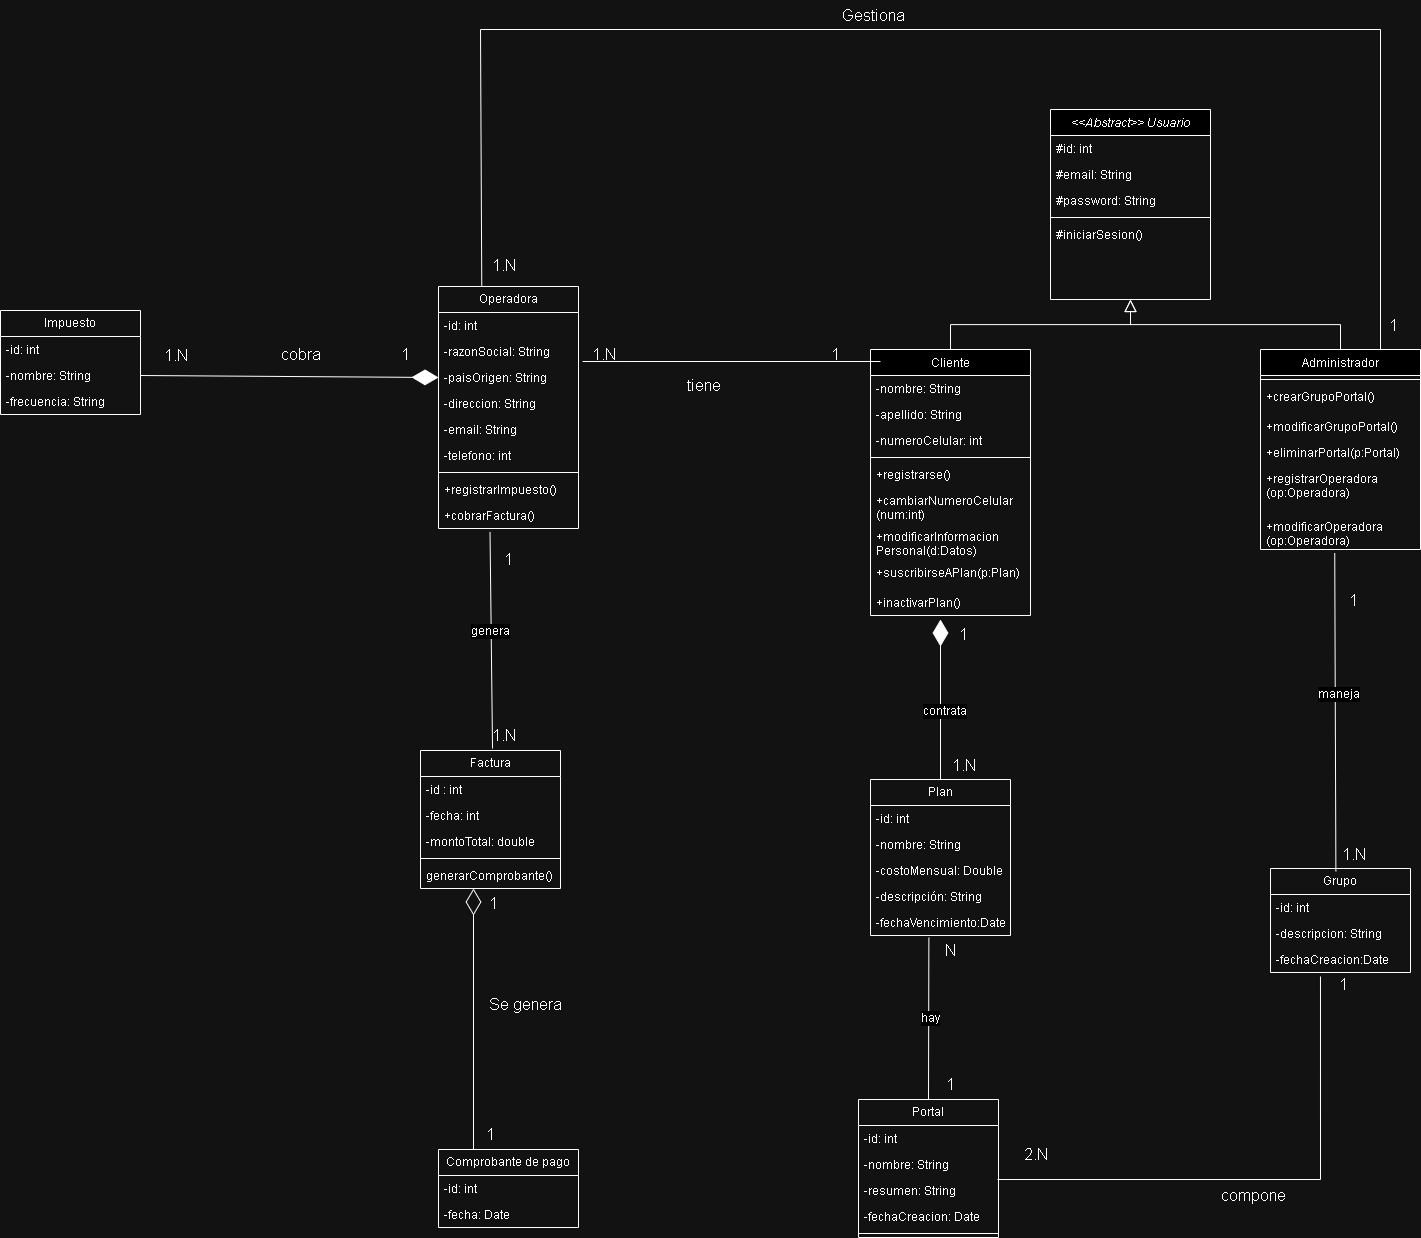 Gestiona
<<Abstract>> Usuario
#id: int
#email: String
#password: String
#iniciarSesion()
1.N
1
Operadora
-id: int
-razonSocial: String
-paisOrigen: String
-direccion: String
-email: String
-telefono: int
+registrarImpuesto()
+cobrarFactura()
Impuesto
-id: int
-nombre: String
-frecuencia: String
1.N
cobra
1
1.N
tiene
1
Cliente
-nombre: String
-apellido: String
-numeroCelular: int
+registrarse()
+cambiarNumeroCelular
(num:int)
+modificarInformacion
Personal(d:Datos)
+suscribirseAPlan(p:Plan)
+inactivarPlan()
Administrador
+crearGrupoPortal()
+modificarGrupoPortal()
+eliminarPortal(p:Portal)
+registrarOperadora
(op:Operadora)
+modificarOperadora
(op:Operadora)
1
genera
1.N
1
contrata
1.N
1
maneja
1.N
Factura
-id : int
-fecha: int
-montoTotal: double
generarComprobante()
Plan
-id: int
-nombre: String
-costoMensual: Double
-descripción: String
-fechaVencimiento:Date
Grupo
-id: int
-descripcion: String
-fechaCreacion:Date
1
Se genera
1
N
hay
1
1
2.N
compone
Comprobante de pago
-id: int
-fecha: Date
Portal
-id: int
-nombre: String
-resumen: String
-fechaCreacion: Date